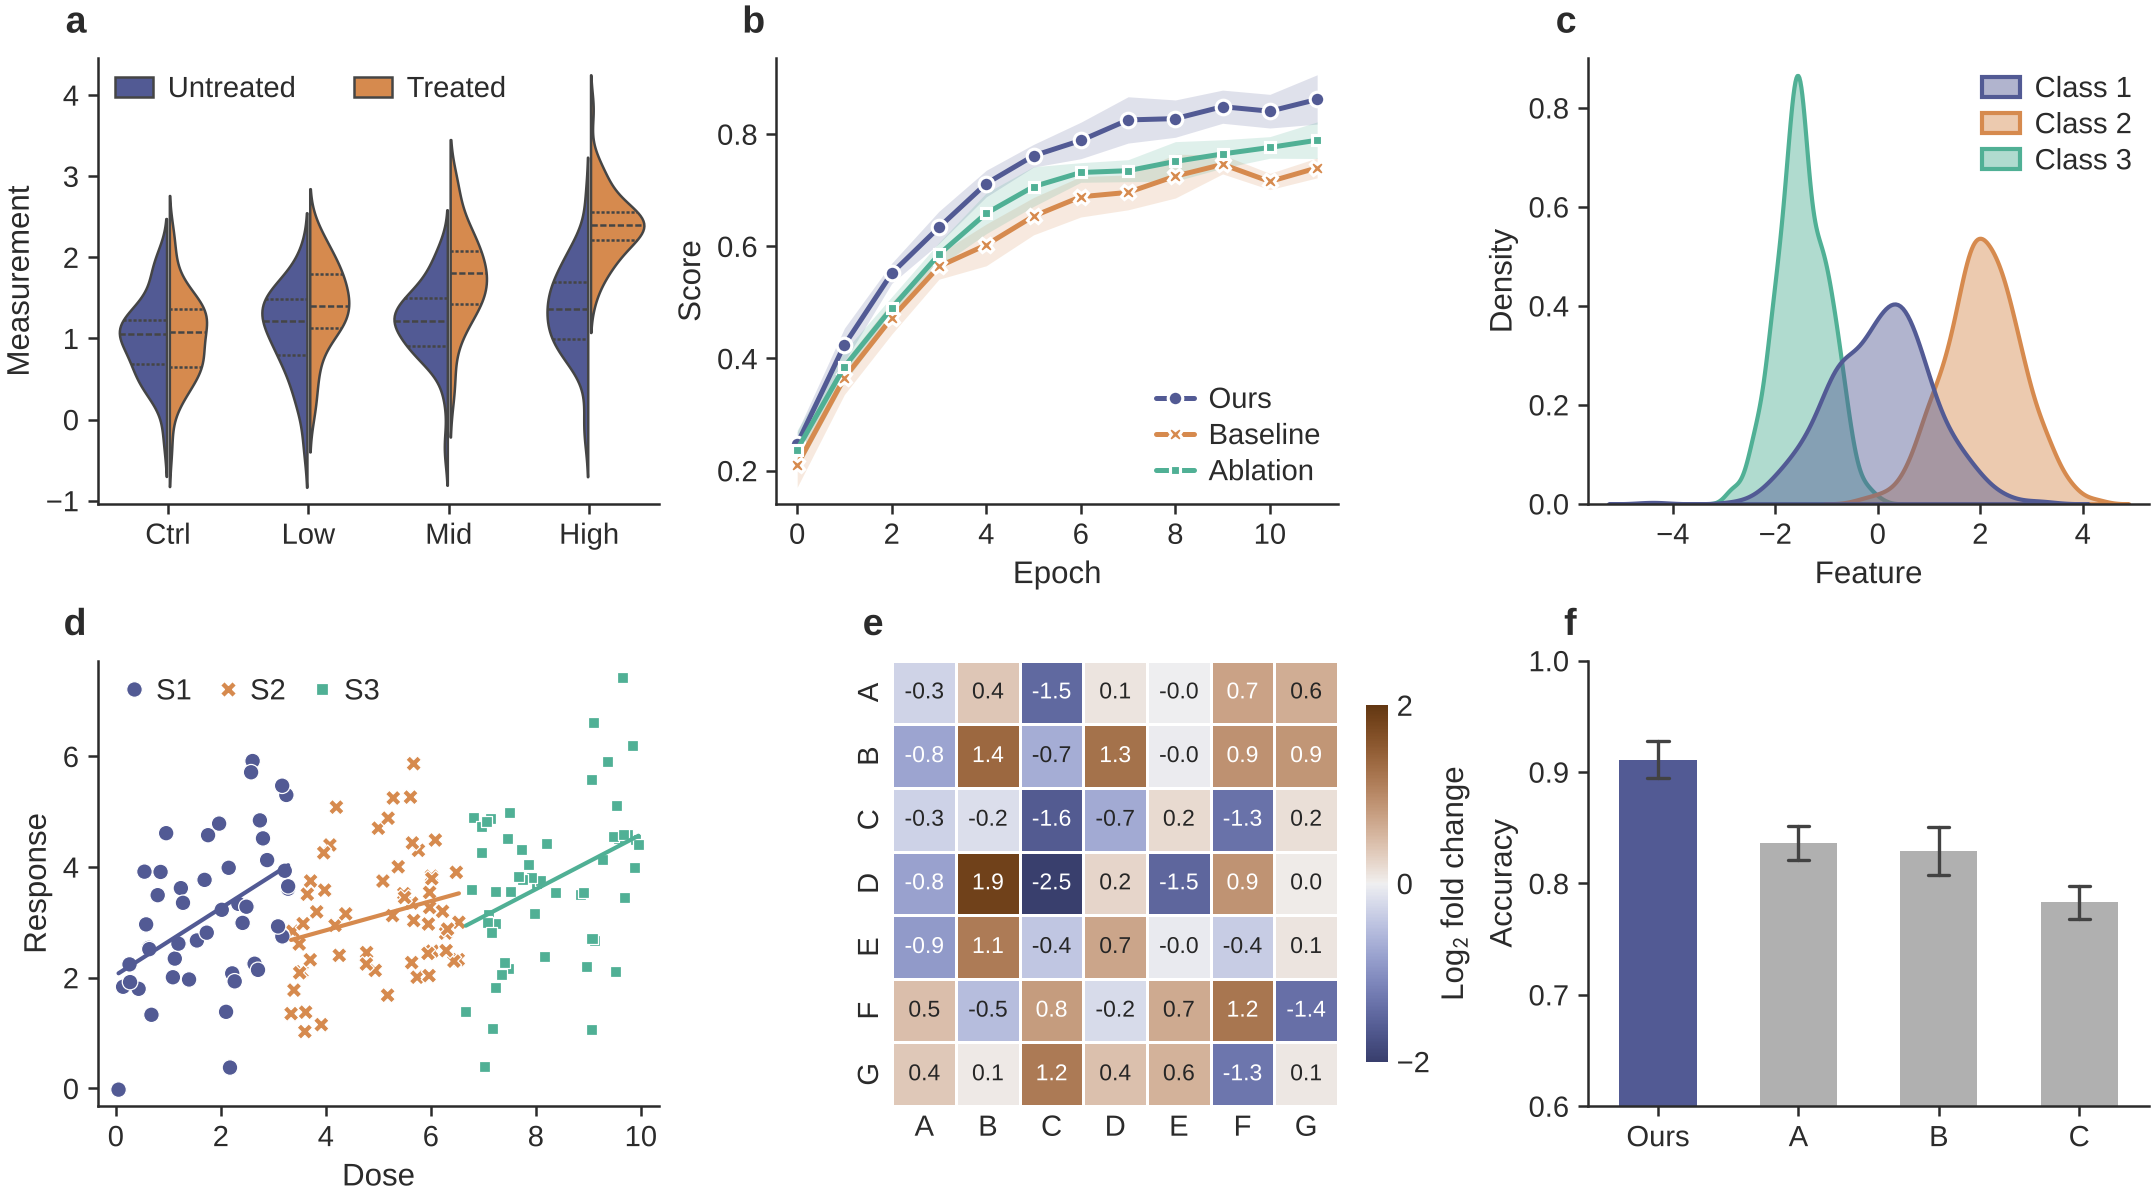 a
Untreated Treated
4
3
2
1
0
−1
Measurement
Ctrl Low Mid High
b
0.8
0.6
0.4
0.2
Score
Ours
Baseline
Ablation
0 2 4 6 8 10
Epoch
c
Class 1
Class 2
Class 3
0.8
0.6
0.4
0.2
0.0
Density
−4 −2 0 2 4
Feature
d
S1 S2 S3
6
4
2
0
Response
0 2 4 6 8 10
Dose
e
A -0.3 0.4 -1.5 0.1 -0.0 0.7 0.6
B -0.8 1.4 -0.7 1.3 -0.0 0.9 0.9
C -0.3 -0.2 -1.6 -0.7 0.2 -1.3 0.2
D -0.8 1.9 -2.5 0.2 -1.5 0.9 0.0
E -0.9 1.1 -0.4 0.7 -0.0 -0.4 0.1
F 0.5 -0.5 0.8 -0.2 0.7 1.2 -1.4
G 0.4 0.1 1.2 0.4 0.6 -1.3 0.1
A B C D E F G
2
0
−2
Log₂ fold change
f
1.0
0.9
0.8
0.7
0.6
Accuracy
Ours A B C